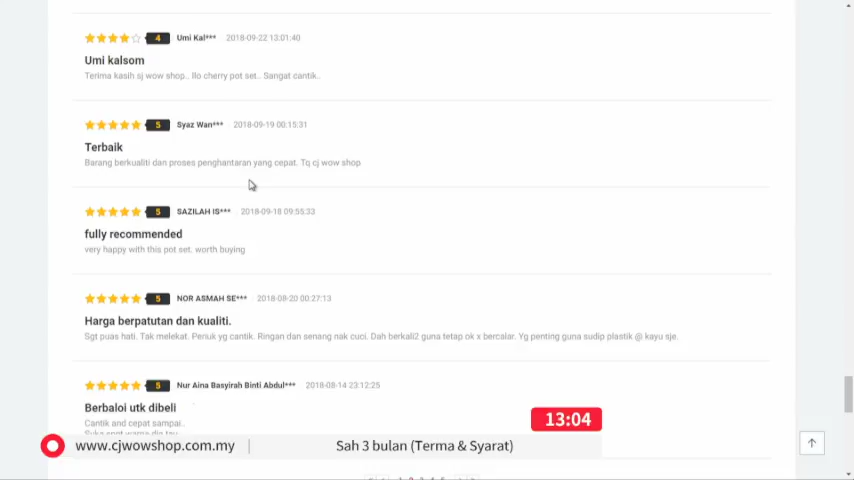 4 Umi Kal*** 2018-09-22 13:01:40
Umi kalsom
Terima kasih sj wow shop.. Ilo cherry pot set.. Sangat cantik..
5 Syaz Wan*** 2018-09-19 00:15:31
Terbaik
Barang berkualiti dan proses penghantaran yang cepat. Tq cj wow shop
5 SAZILAH IS*** 2018-09-18 09:55:33
fully recommended
very happy with this pot set. worth buying
5 NOR ASMAH SE*** 2018-08-20 00:27:13
Harga berpatutan dan kualiti.
Sgt puas hati. Tak melekat. Periuk yg cantik. Ringan dan senang nak cuci. Dah berkali2 guna tetap ok x bercalar. Yg penting guna sudip plastik @ kayu sje.
5 Nur Aina Basyirah Binti Abdul*** 2018-08-14 23:12:25
Berbaloi utk dibeli
Cantik and cepat sampai..
13:04
www.cjwowshop.com.my | Sah 3 bulan (Terma & Syarat)